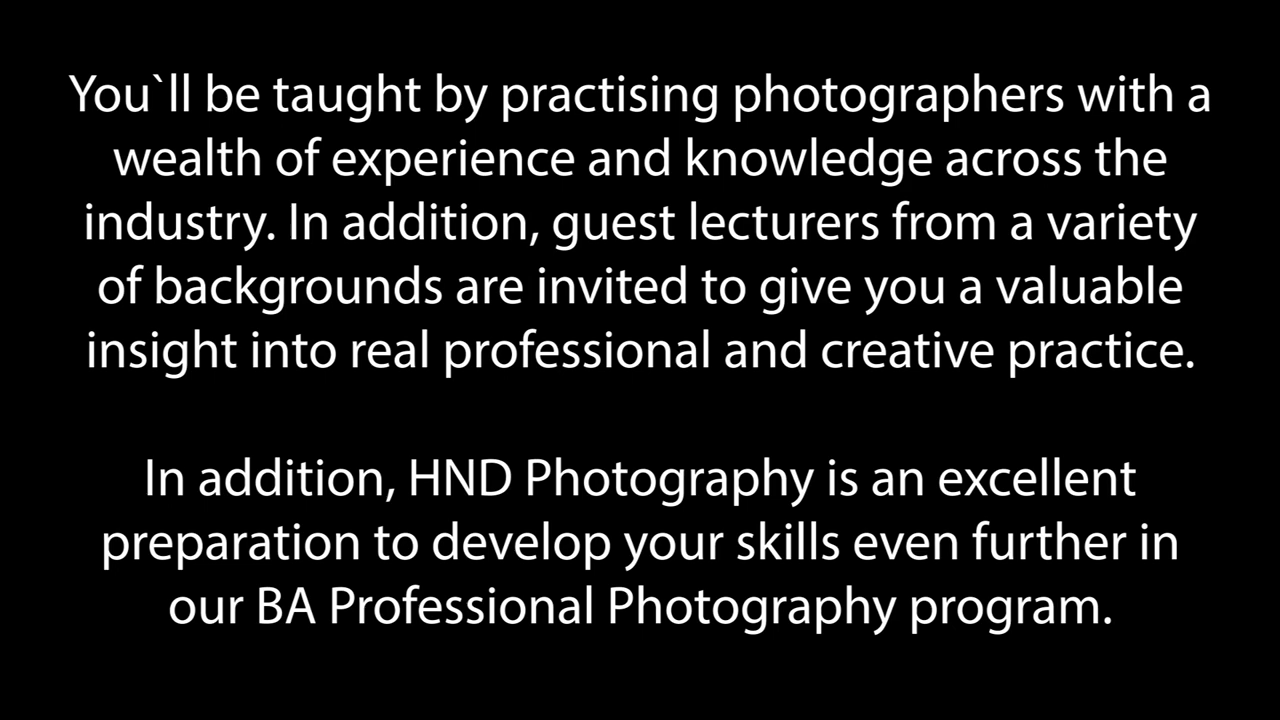 You`ll be taught by practising photographers with a
wealth of experience and knowledge across the
industry. In addition, guest lecturers from a variety
of backgrounds are invited to give you a valuable
insight into real professional and creative practice.
In addition, HND Photography is an excellent
preparation to develop your skills even further in
our BA Professional Photography program.